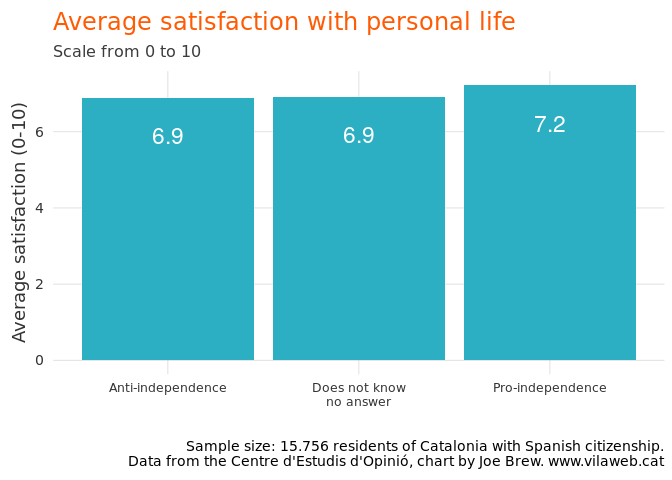 Average satisfaction with personal life
Scale from 0 to 10
Average satisfaction (0-10)
6
4
2
0
6.9
6.9
7.2
Anti-independence
Does not know
no answer
Pro-independence
Sample size: 15.756 residents of Catalonia with Spanish citizenship.
Data from the Centre d'Estudis d'Opinió, chart by Joe Brew. www.vilaweb.cat